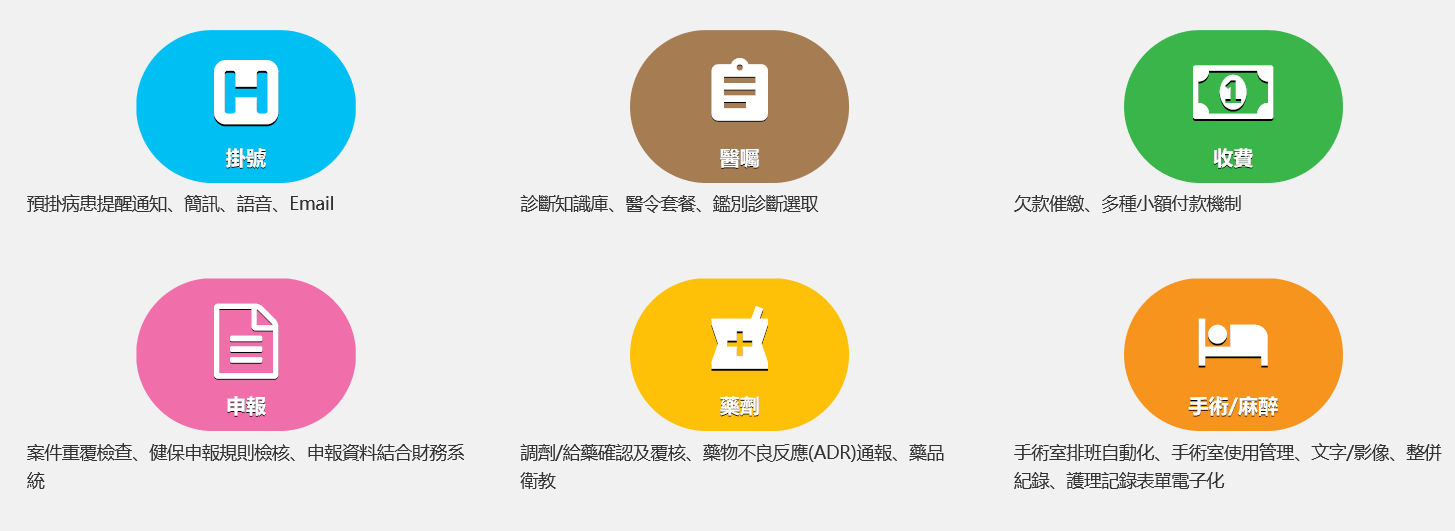 掛號
預掛病患提醒通知、簡訊、語音、Email
醫囑
診斷知識庫、醫令套餐、鑑別診斷選取
1
收費
欠款催繳、多種小額付款機制
申報
案件重覆檢查、健保申報規則檢核、申報資料結合財務系
統
藥劑
調劑/給藥確認及覆核、藥物不良反應(ADR)通報、藥品
衛教
手術/麻醉
手術室排班自動化、手術室使用管理、文字/影像、整併
紀錄、護理記錄表單電子化